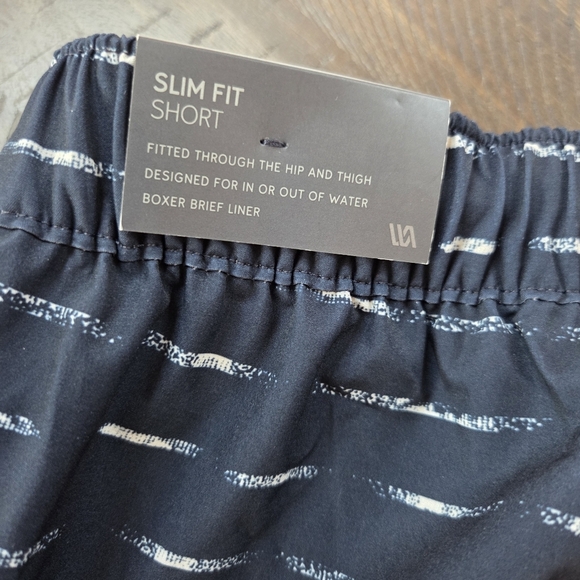 SLIM FIT
SHORT
FITTED THROUGH THE HIP AND THIGH
DESIGNED FOR IN OR OUT OF WATER
BOXER BRIEF LINER